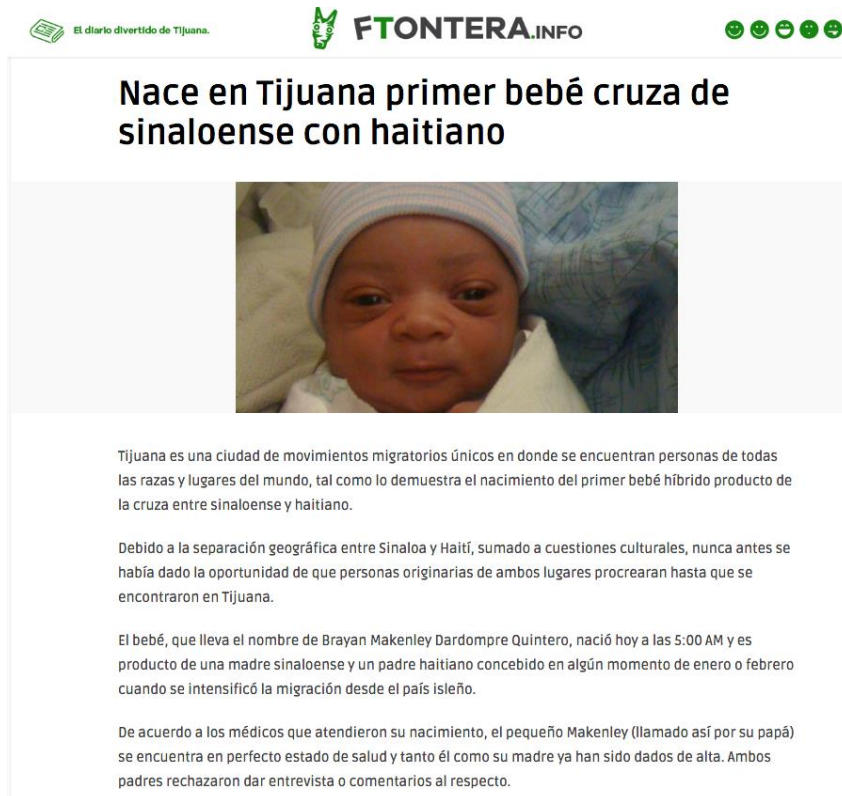 El diario divertido de Tijuana.
FTONTERA.INFO
Nace en Tijuana primer bebé cruza de
sinaloense con haitiano
Tijuana es una ciudad de movimientos migratorios únicos en donde se encuentran personas de todas
las razas y lugares del mundo, tal como lo demuestra el nacimiento del primer bebé híbrido producto de
la cruza entre sinaloense y haitiano.
Debido a la separación geográfica entre Sinaloa y Haití, sumado a cuestiones culturales, nunca antes se
había dado la oportunidad de que personas originarias de ambos lugares procrearan hasta que se
encontraron en Tijuana.
El bebé, que lleva el nombre de Brayan Makenley Dardompre Quintero, nació hoy a las 5:00 AM y es
producto de una madre sinaloense y un padre haitiano concebido en algún momento de enero o febrero
cuando se intensificó la migración desde el país isleño.
De acuerdo a los médicos que atendieron su nacimiento, el pequeño Makenley (llamado así por su papá)
se encuentra en perfecto estado de salud y tanto él como su madre ya han sido dados de alta. Ambos
padres rechazaron dar entrevista o comentarios al respecto.